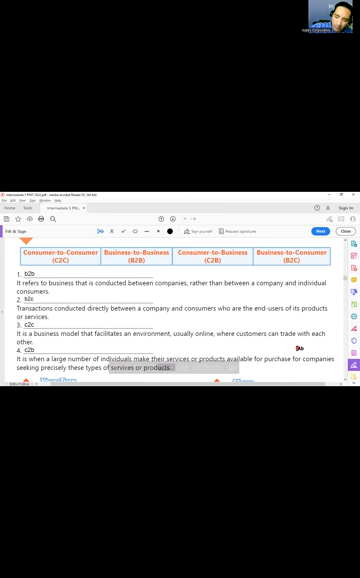 Intermediate 5 PWT 2022.pdf - Adobe Acrobat Reader DC (64-bit)
File Edit View Sign Window Help
Home Tools Intermediate 5 PWT... × Sign In
Fill & Sign Sign yourself Request signatures Next Close
Consumer-to-Consumer (C2C) Business-to-Business (B2B) Consumer-to-Business (C2B) Business-to-Consumer (B2C)
1. b2b
It refers to business that is conducted between companies, rather than between a company and individual
consumers.
2. b2c
Transactions conducted directly between a company and consumers who are the end-users of its products
or services.
3. c2c
It is a business model that facilitates an environment, usually online, where customers can trade with each
other.
4. c2b
It is when a large number of individuals make their services or products available for purchase for companies
seeking precisely these types of services or products.